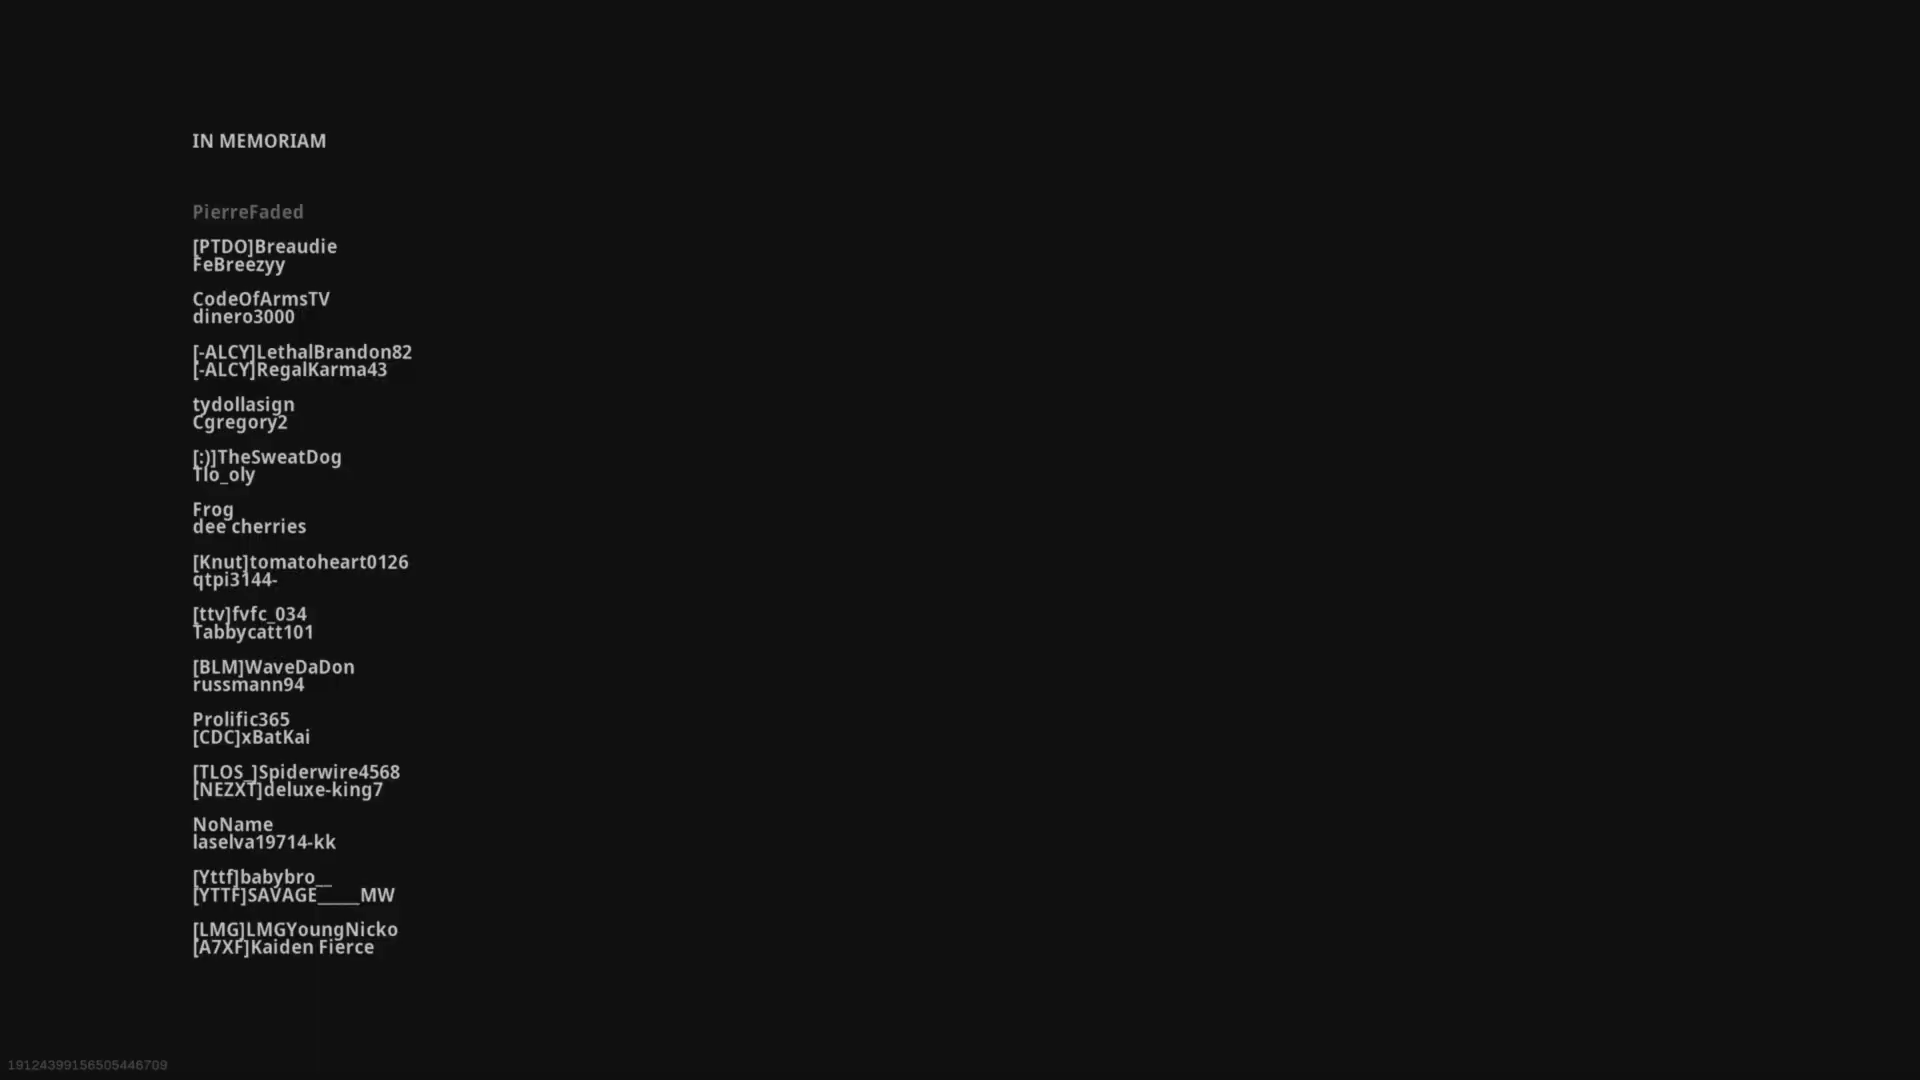 IN MEMORIAM
PierreFaded
[PTDO]Breaudie
FeBreezyy
CodeOfArmsTV
dinero3000
[-ALCY]LethalBrandon82
[-ALCY]RegalKarma43
tydollasign
Cgregory2
[:)]TheSweatDog
Tlo_oly
Frog
dee cherries
[Knut]tomatoheart0126
qtpi3144-
[ttv]fvfc_034
Tabbycatt101
[BLM]WaveDaDon
russmann94
Prolific365
[CDC]xBatKai
[TLOS_]Spiderwire4568
[NEZXT]deluxe-king7
NoName
laselva19714-kk
[Yttf]babybro__
[YTTF]SAVAGE_____MW
[LMG]LMGYoungNicko
[A7XF]Kaiden Fierce
19124399156505446709